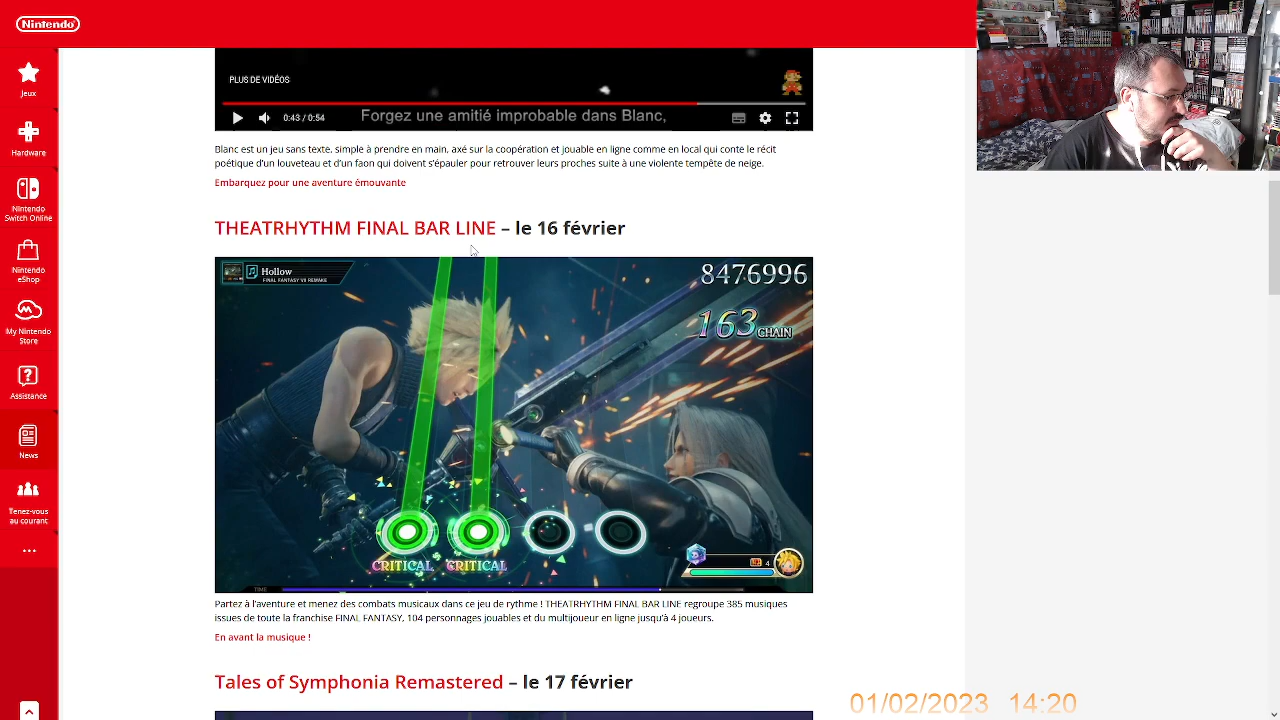 Nintendo
Jeux
Hardware
Nintendo
Switch Online
Nintendo
eShop
My Nintendo
Store
Assistance
News
Tenez-vous
au courant
PLUS DE VIDÉOS
0:43 / 0:54
Forgez une amitié improbable dans Blanc,
Blanc est un jeu sans texte, simple à prendre en main, axé sur la coopération et jouable en ligne comme en local qui conte le récit
poétique d'un louveteau et d'un faon qui doivent s'épauler pour retrouver leurs proches suite à une violente tempête de neige.
Embarquez pour une aventure émouvante
THEATRHYTHM FINAL BAR LINE – le 16 février
Hollow
FINAL FANTASY VII REMAKE
8476996
163 CHAIN
CRITICAL CRITICAL
4
TIME
Partez à l'aventure et menez des combats musicaux dans ce jeu de rythme ! THEATRHYTHM FINAL BAR LINE regroupe 385 musiques
issues de toute la franchise FINAL FANTASY, 104 personnages jouables et du multijoueur en ligne jusqu'à 4 joueurs.
En avant la musique !
Tales of Symphonia Remastered – le 17 février
01/02/2023 14:20